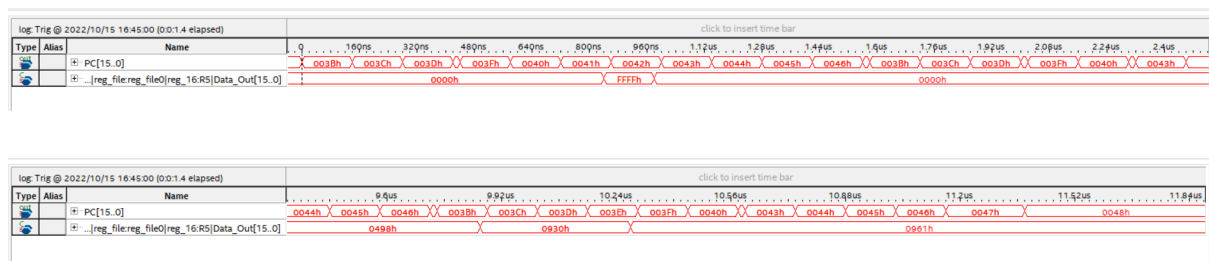 log: Trig @ 2022/10/15 16:45:00 (0:0:1.4 elapsed) click to insert time bar
Type Alias Name 0 160ns 320ns 480ns 640ns 800ns 960ns 1.12us 1.28us 1.44us 1.6us 1.76us 1.92us 2.08us 2.24us 2.4us
PC[15..0] 003Bh 003Ch 003Dh 003Fh 0040h 0041h 0042h 0043h 0044h 0045h 0046h 003Bh 003Ch 003Dh 003Fh 0040h 0043h
...|reg_file:reg_file0|reg_16:R5|Data_Out[15..0] 0000h FFFFh 0000h
log: Trig @ 2022/10/15 16:45:00 (0:0:1.4 elapsed) click to insert time bar
Type Alias Name 9.6us 9.92us 10.24us 10.56us 10.88us 11.2us 11.52us 11.84us
PC[15..0] 0044h 0045h 0046h 003Bh 003Ch 003Dh 003Eh 003Fh 0040h 0043h 0044h 0045h 0046h 0047h 0048h
...|reg_file:reg_file0|reg_16:R5|Data_Out[15..0] 0498h 0930h 0961h